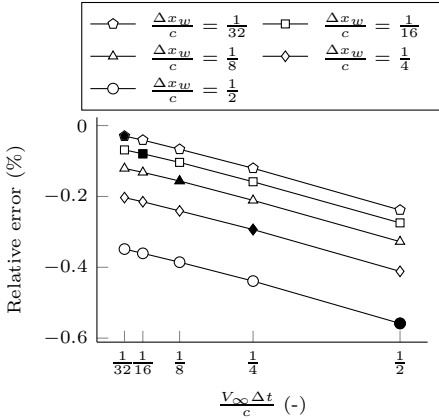 Δx_w/c = 1/32 Δx_w/c = 1/16
Δx_w/c = 1/8 Δx_w/c = 1/4
Δx_w/c = 1/2
Relative error (%)
0
−0.2
−0.4
−0.6
1/32 1/16 1/8 1/4 1/2
V_∞Δt/c (-)